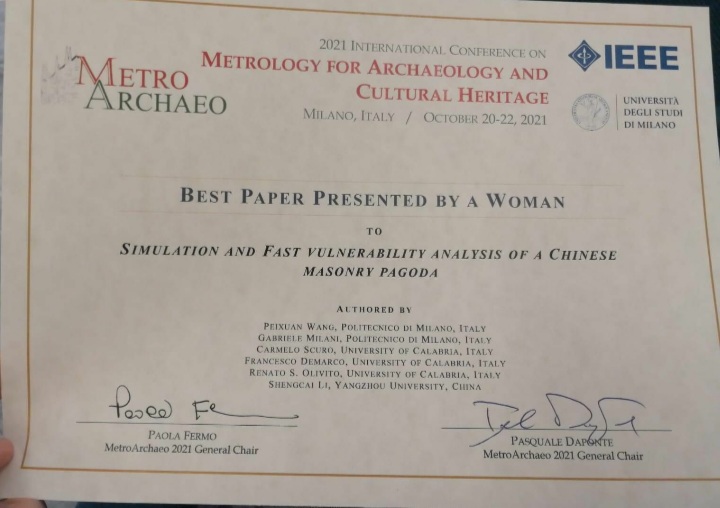 METRO
ARCHAEO
2021 INTERNATIONAL CONFERENCE ON
METROLOGY FOR ARCHAEOLOGY AND
CULTURAL HERITAGE
MILANO, ITALY / OCTOBER 20-22, 2021
IEEE
UNIVERSITÀ
DEGLI STUDI
DI MILANO
BEST PAPER PRESENTED BY A WOMAN
TO
SIMULATION AND FAST VULNERABILITY ANALYSIS OF A CHINESE
MASONRY PAGODA
AUTHORED BY
PEIXUAN WANG, POLITECNICO DI MILANO, ITALY
GABRIELE MILANI, POLITECNICO DI MILANO, ITALY
CARMELO SCURO, UNIVERSITY OF CALABRIA, ITALY
FRANCESCO DEMARCO, UNIVERSITY OF CALABRIA, ITALY
RENATO S. OLIVITO, UNIVERSITY OF CALABRIA, ITALY
SHENGCAI LI, YANGZHOU UNIVERSITY, CHINA
PAOLA FERMO
MetroArchaeo 2021 General Chair
PASQUALE DAPONTE
MetroArchaeo 2021 General Chair